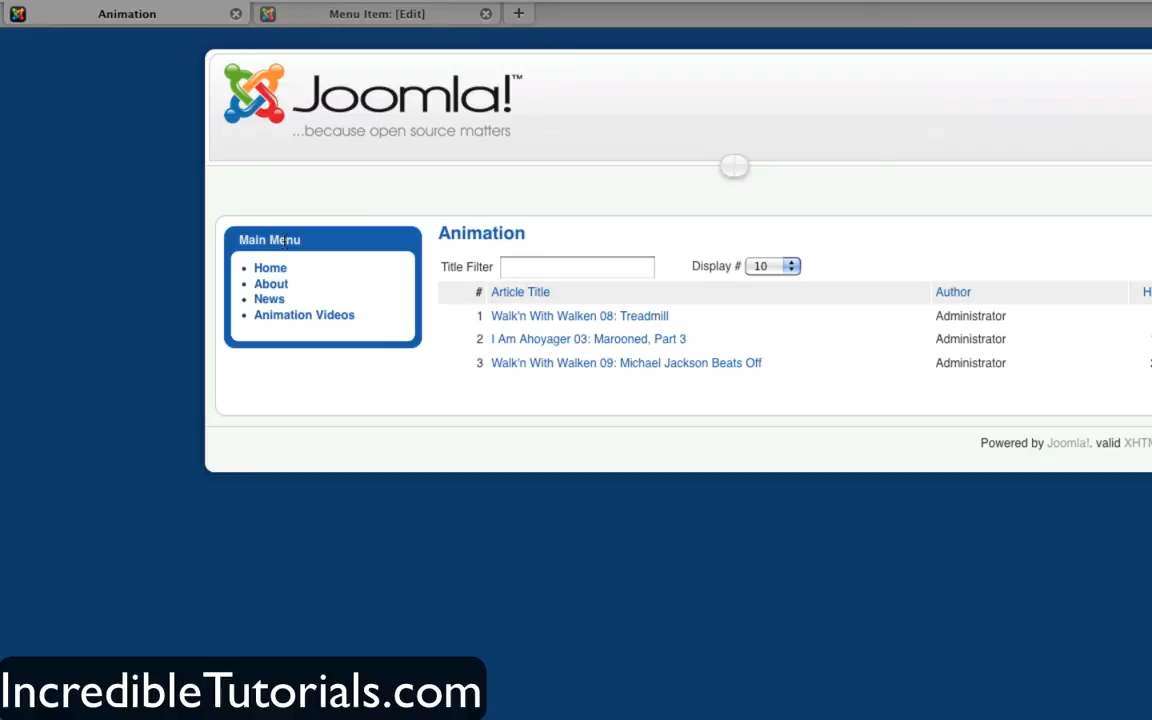 Animation
Menu Item: [Edit]
Joomla!™
...because open source matters
Main Menu
Home
About
News
Animation Videos
Animation
Title Filter Display # 10
# Article Title Author
1 Walk'n With Walken 08: Treadmill Administrator
2 I Am Ahoyager 03: Marooned, Part 3 Administrator
3 Walk'n With Walken 09: Michael Jackson Beats Off Administrator
Powered by Joomla!. valid
IncredibleTutorials.com